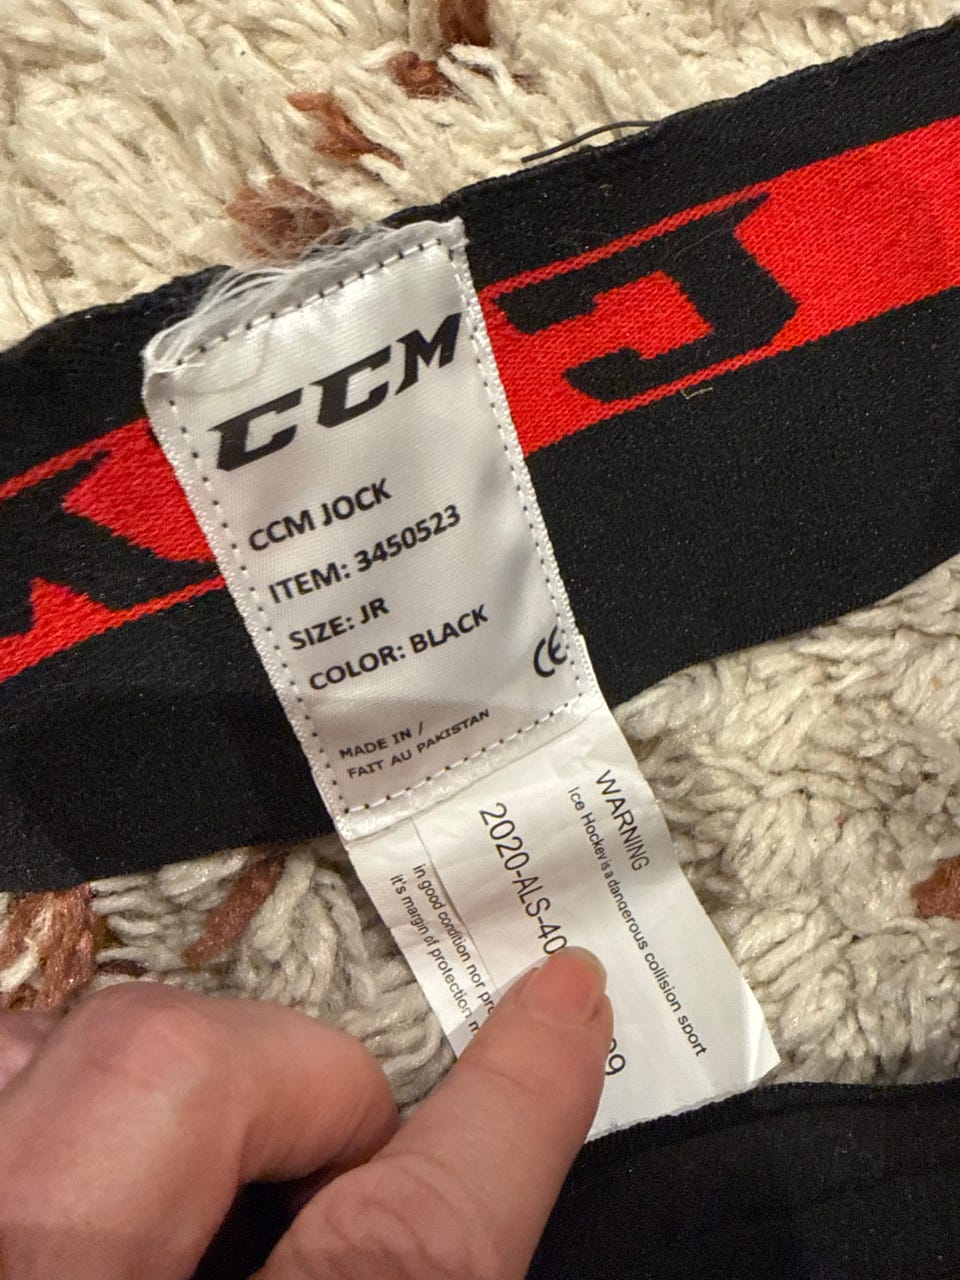 CCM
CCM JOCK
ITEM: 3450523
SIZE: JR
COLOR: BLACK
CE
MADE IN /
FAIT AU PAKISTAN
WARNING
Ice Hockey is a dangerous collision sport
2020-ALS-40
in good condition nor
it's margin of protection